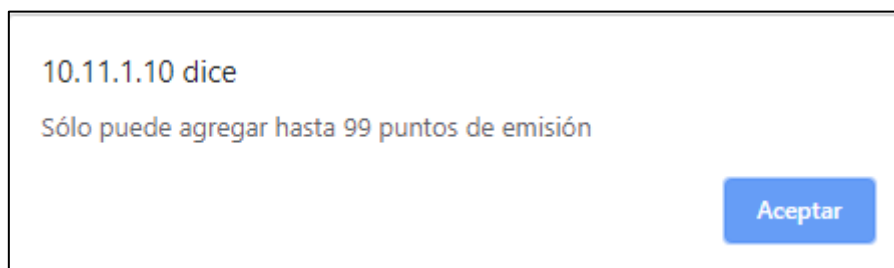 10.11.1.10 dice
Sólo puede agregar hasta 99 puntos de emisión
Aceptar